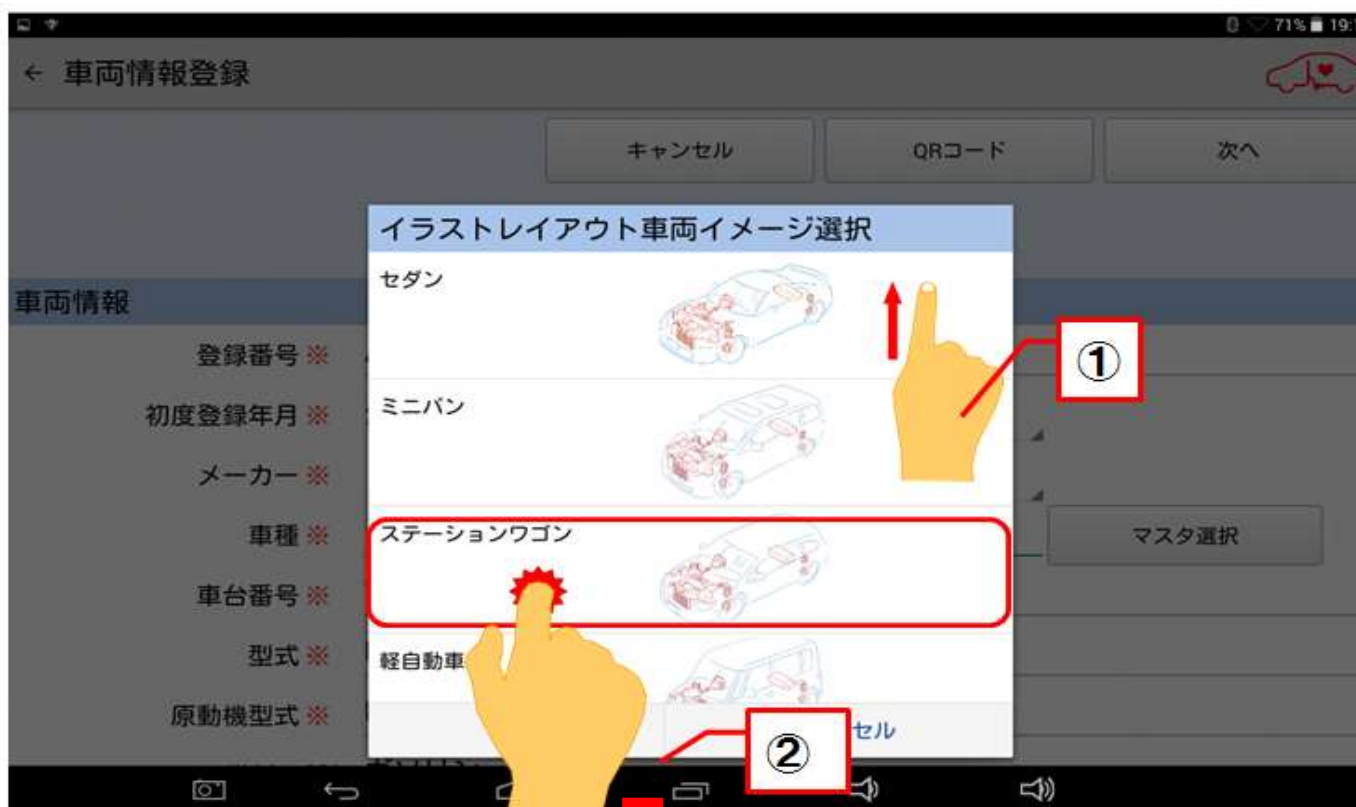 71% 19:
車両情報登録
キャンセル
QRコード
次へ
イラストレイアウト車両イメージ選択
セダン
車両情報
登録番号 ※
①
初度登録年月 ※
ミニバン
メーカー ※
車種 ※
ステーションワゴン
マスタ選択
車台番号 ※
型式 ※
軽自動車
原動機型式 ※
②
セル